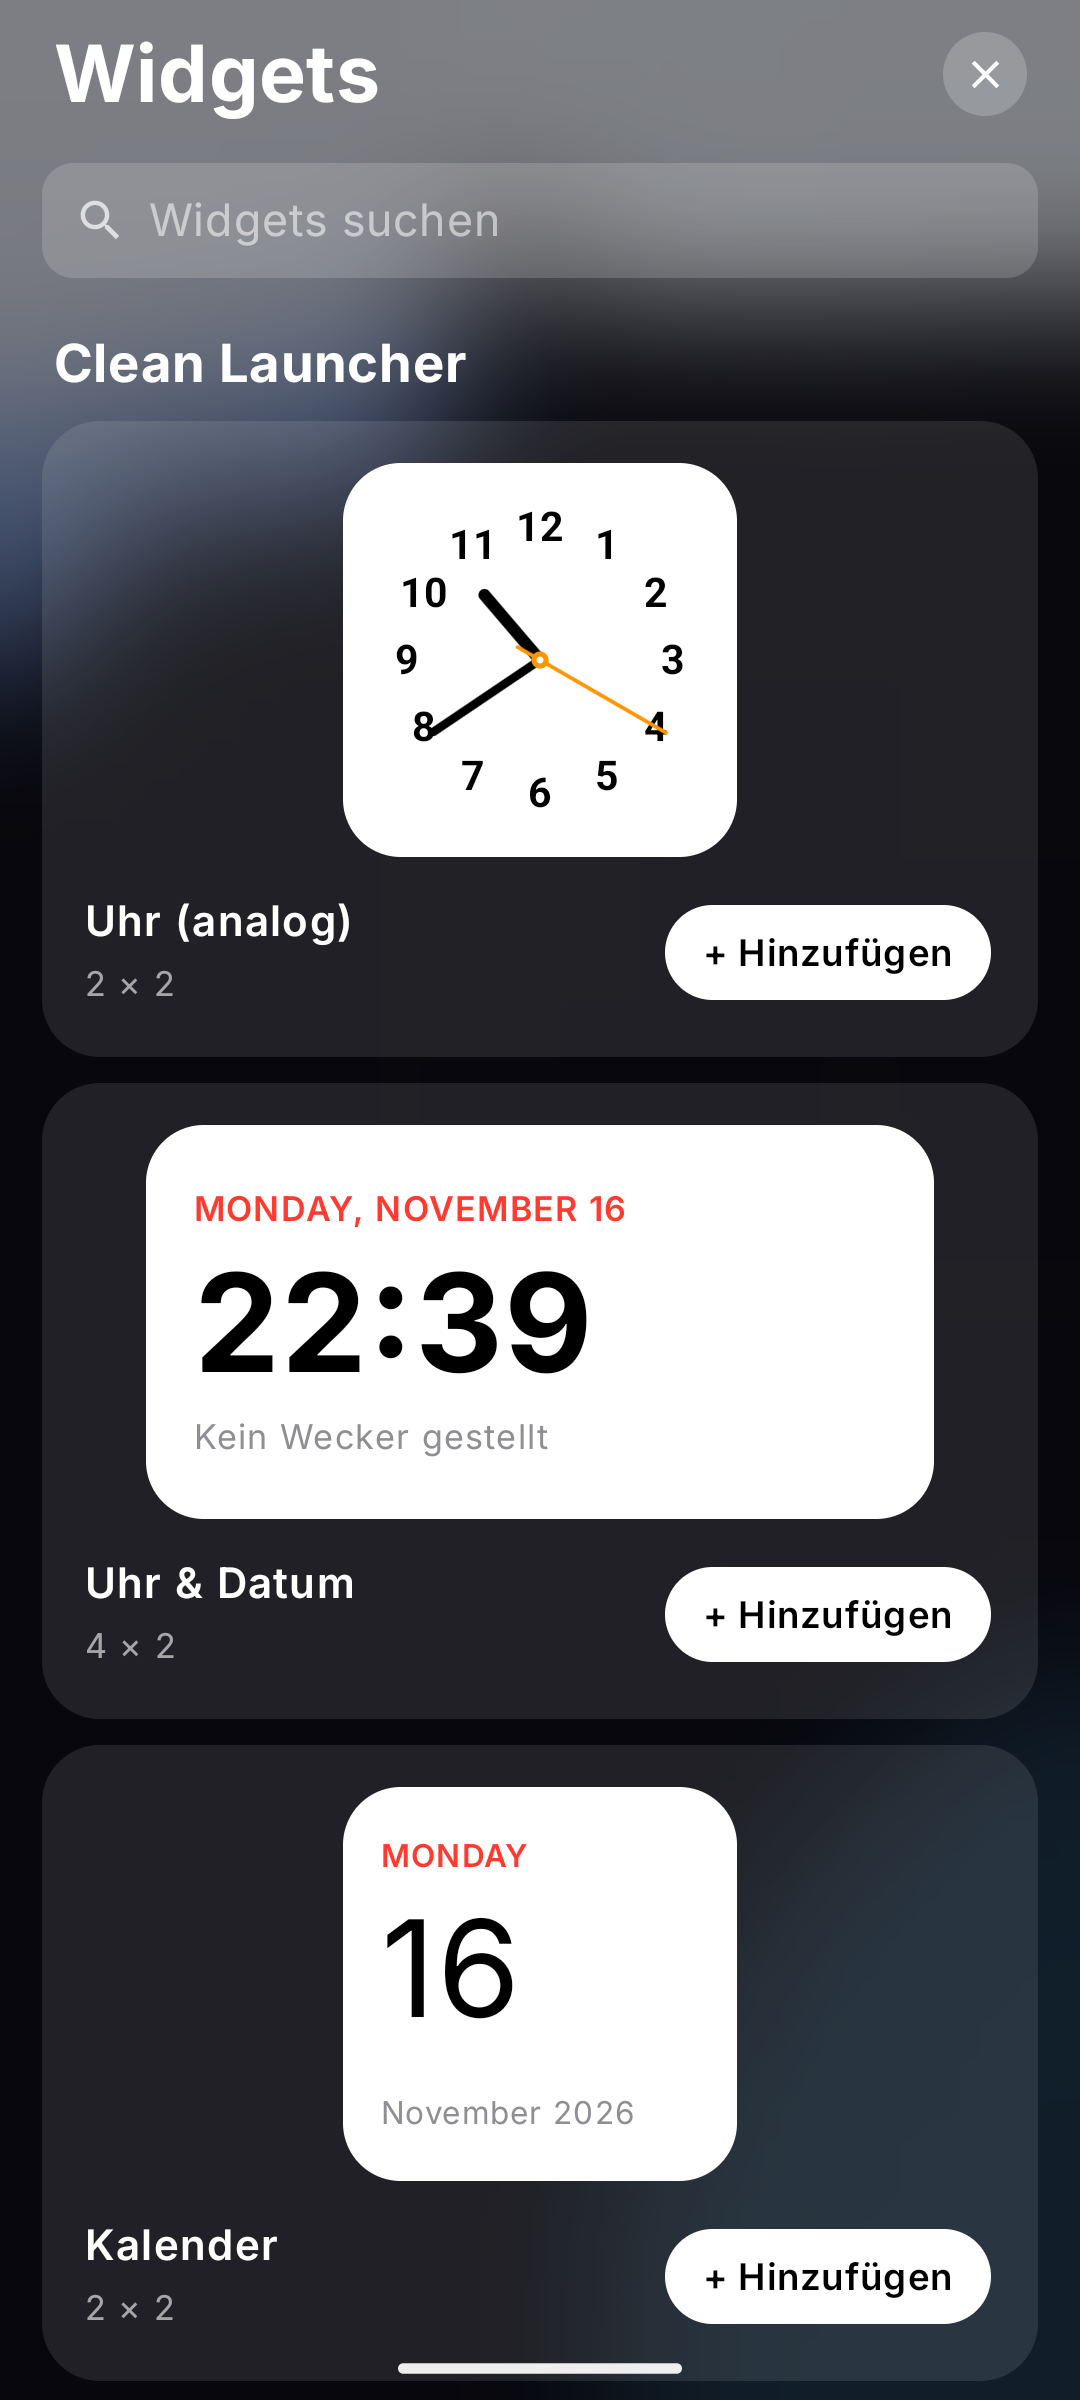 Widgets
Widgets suchen
Clean Launcher
12
11
1
10
2
9
3
8
4
7
5
6
Uhr (analog)
2 × 2
+ Hinzufügen
MONDAY, NOVEMBER 16
22:39
Kein Wecker gestellt
Uhr & Datum
4 × 2
+ Hinzufügen
MONDAY
16
November 2026
Kalender
2 × 2
+ Hinzufügen